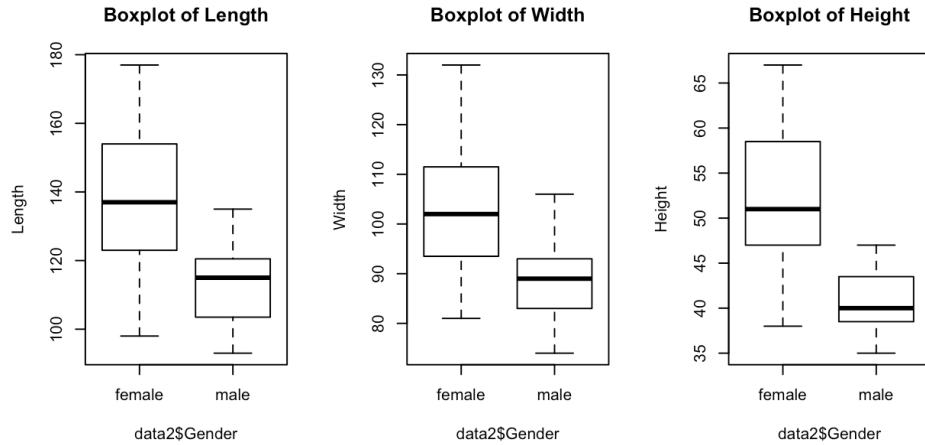 Boxplot of Length
Length
100
120
140
160
180
female
male
data2$Gender
Boxplot of Width
Width
80
90
100
110
120
130
female
male
data2$Gender
Boxplot of Height
Height
35
40
45
50
55
60
65
female
male
data2$Gender